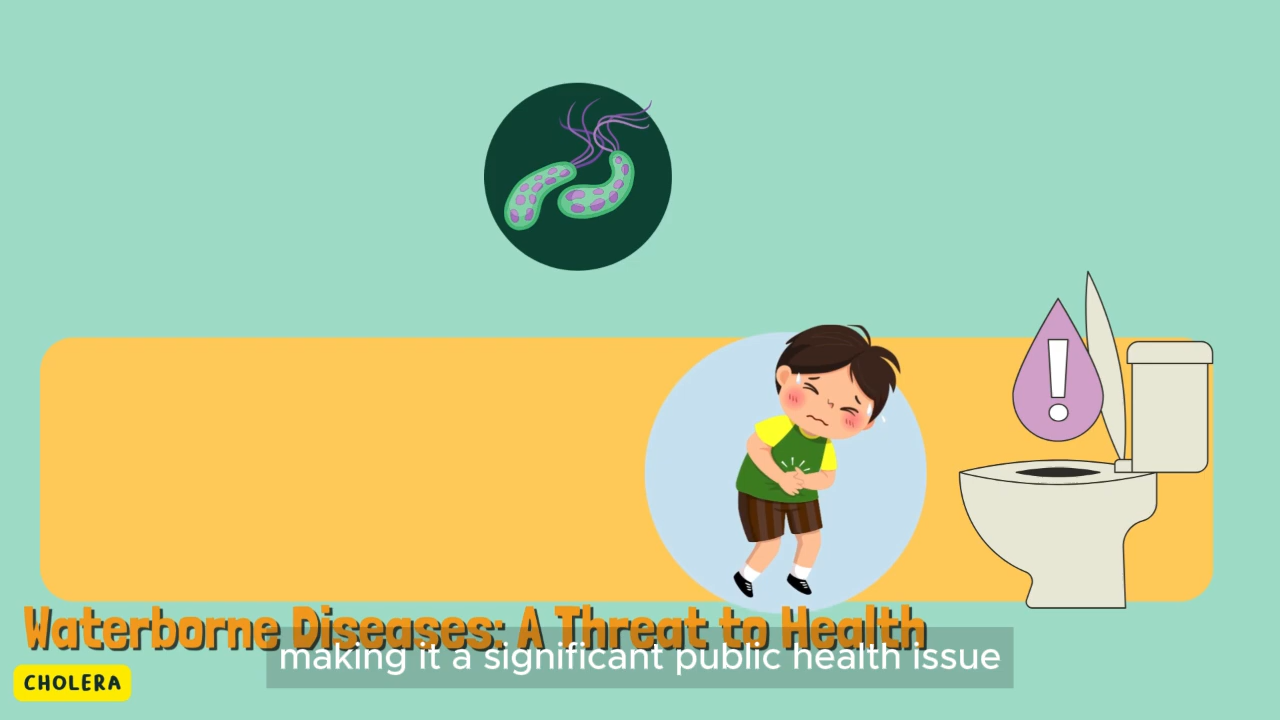 Waterborne Diseases: A Threat to Health
making it a significant public health issue
CHOLERA